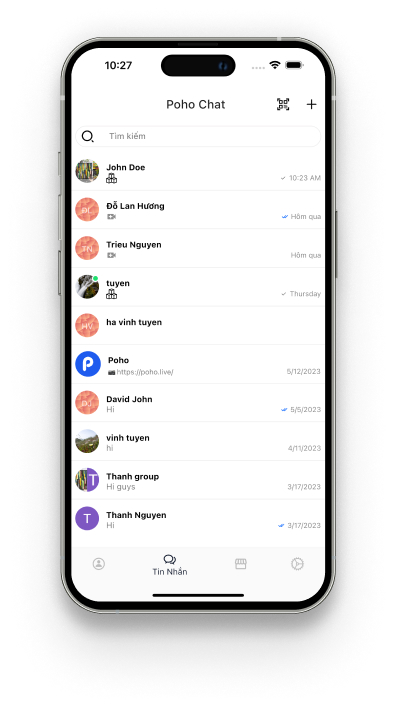 10:27
Poho Chat
Tìm kiếm
John Doe
10:23 AM
Đỗ Lan Hương
Hôm qua
Trieu Nguyen
Hôm qua
tuyen
Thursday
ha vinh tuyen
HV
Poho
https://poho.live/
5/12/2023
David John
Hi
5/5/2023
vinh tuyen
hi
4/11/2023
Thanh group
T
Hi guys
3/17/2023
Thanh Nguyen
T
Hi
3/17/2023
Tin Nhắn